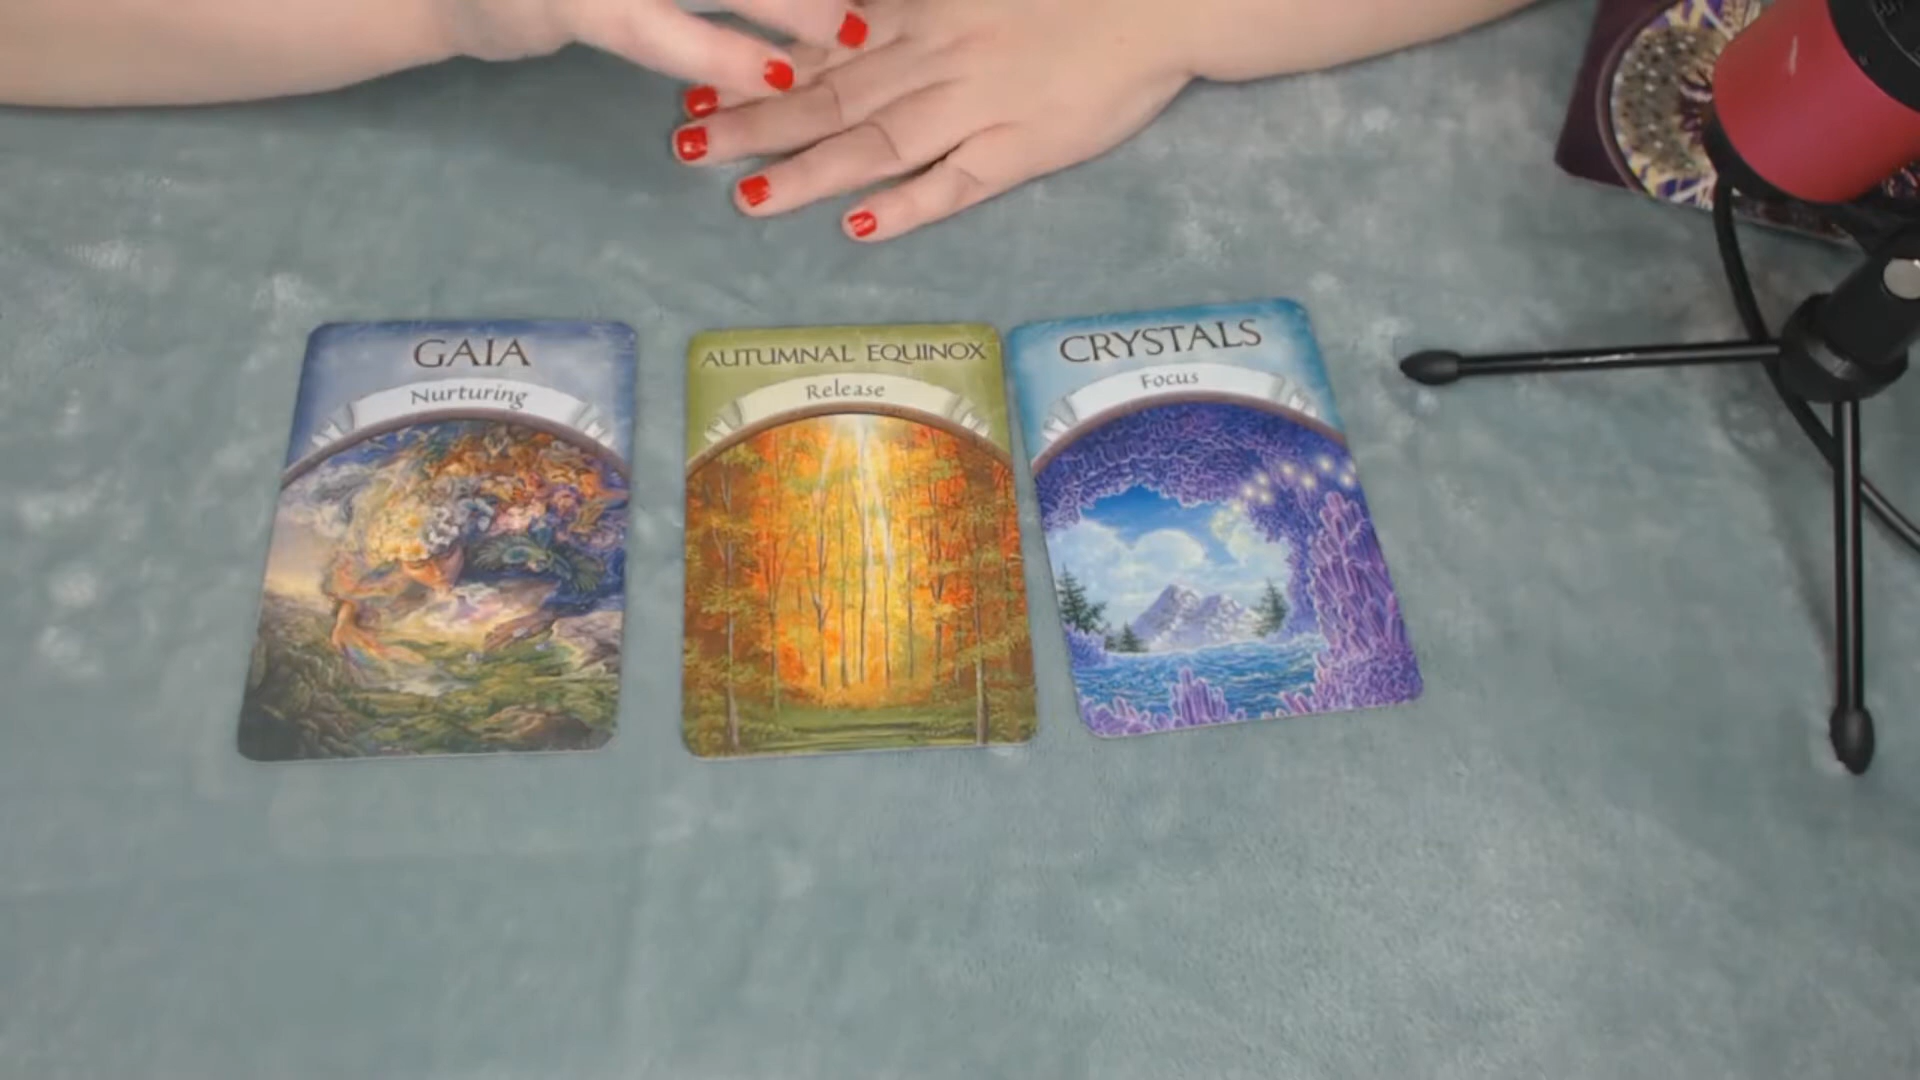 GAIA
Nurturing
AUTUMNAL EQUINOX
Release
CRYSTALS
Focus